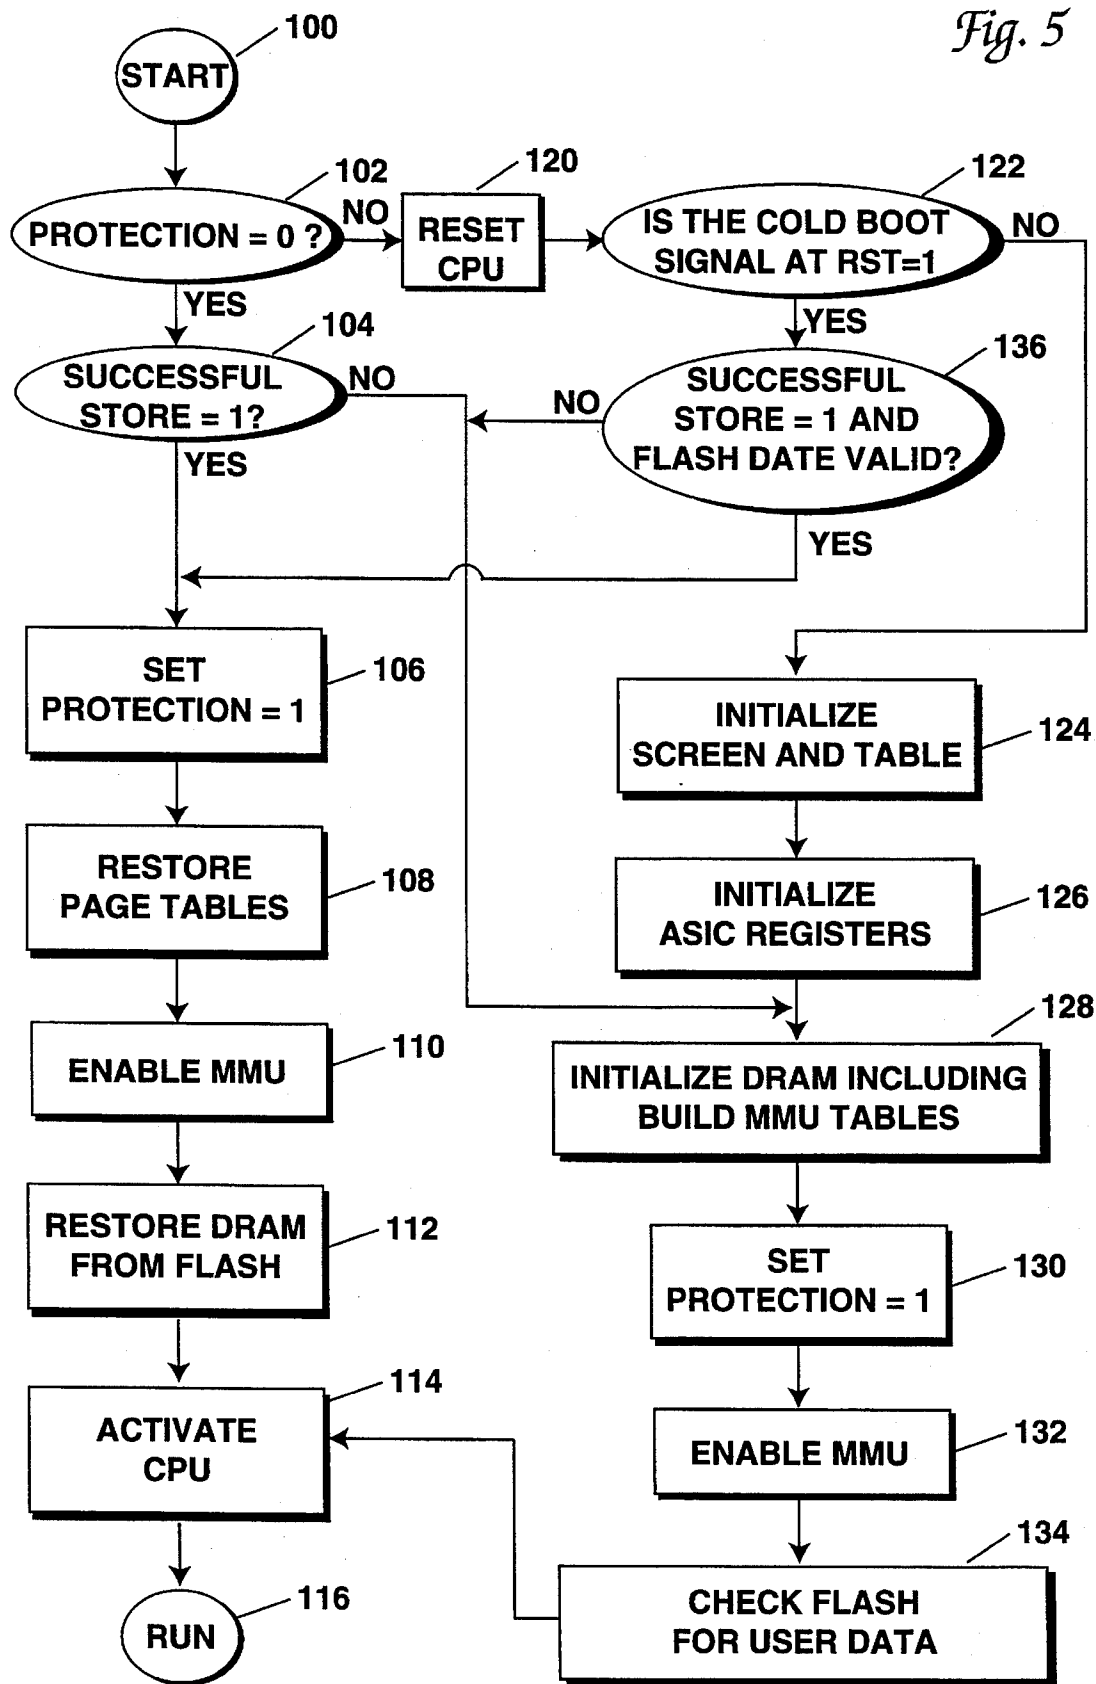 Fig. 5
100
START
102
PROTECTION = 0 ?
NO
YES
120
RESET
CPU
122
IS THE COLD BOOT
SIGNAL AT RST=1
NO
YES
104
SUCCESSFUL
STORE = 1?
NO
YES
136
SUCCESSFUL
STORE = 1 AND
FLASH DATE VALID?
NO
YES
SET
PROTECTION = 1
106
RESTORE
PAGE TABLES
108
ENABLE MMU
110
RESTORE DRAM
FROM FLASH
112
ACTIVATE
CPU
114
RUN
116
INITIALIZE
SCREEN AND TABLE
124
INITIALIZE
ASIC REGISTERS
126
128
INITIALIZE DRAM INCLUDING
BUILD MMU TABLES
SET
PROTECTION = 1
130
ENABLE MMU
132
134
CHECK FLASH
FOR USER DATA